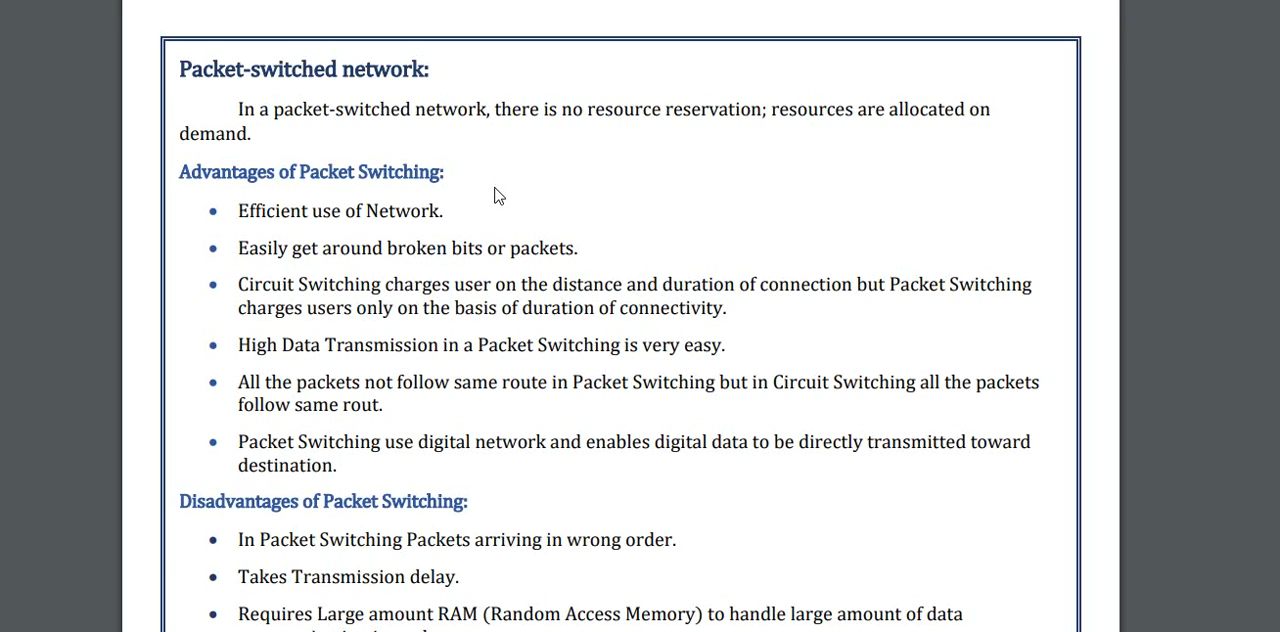 Packet-switched network:
In a packet-switched network, there is no resource reservation; resources are allocated on
demand.
Advantages of Packet Switching:
• Efficient use of Network.
• Easily get around broken bits or packets.
• Circuit Switching charges user on the distance and duration of connection but Packet Switching
charges users only on the basis of duration of connectivity.
• High Data Transmission in a Packet Switching is very easy.
• All the packets not follow same route in Packet Switching but in Circuit Switching all the packets
follow same rout.
• Packet Switching use digital network and enables digital data to be directly transmitted toward
destination.
Disadvantages of Packet Switching:
• In Packet Switching Packets arriving in wrong order.
• Takes Transmission delay.
• Requires Large amount RAM (Random Access Memory) to handle large amount of data